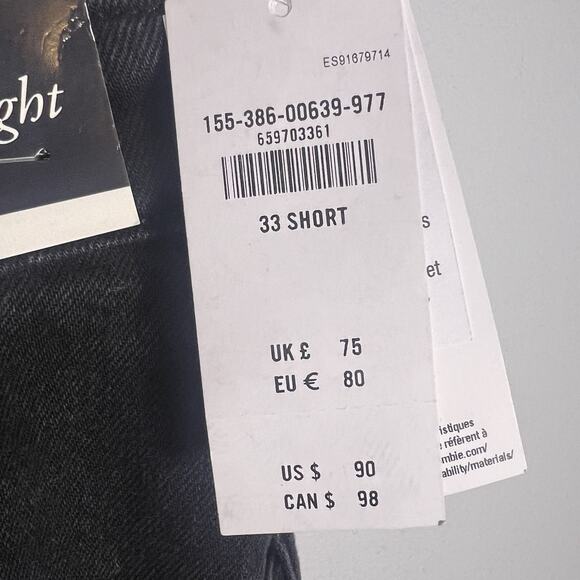 ght
ES91679714
155-386-00639-977
659703361
33 SHORT
UK £ 75
EU € 80
US $ 90
CAN $ 98
s
et
istiques
réfèrent à
mbie.com/
ability/materials/